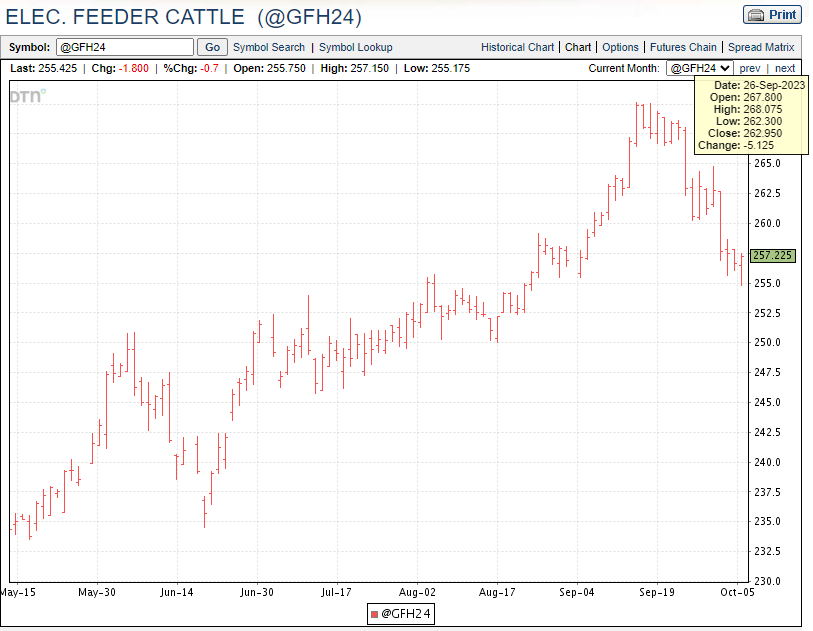 ELEC. FEEDER CATTLE (@GFH24)
Print
Symbol: @GFH24 Go Symbol Search | Symbol Lookup Historical Chart | Chart | Options | Futures Chain | Spread Matrix
Last: 255.425 | Chg: -1.800 | %Chg: -0.7 | Open: 255.750 | High: 257.150 | Low: 255.175 Current Month: @GFH24 prev | next
DTN
Date: 26-Sep-2023
Open: 267.800
High: 268.075
Low: 262.300
Close: 262.950
Change: -5.125
265.0
262.5
260.0
257.225
255.0
252.5
250.0
247.5
245.0
242.5
240.0
237.5
235.0
232.5
230.0
May-15 May-30 Jun-14 Jun-30 Jul-17 Aug-02 Aug-17 Sep-04 Sep-19 Oct-05
@GFH24